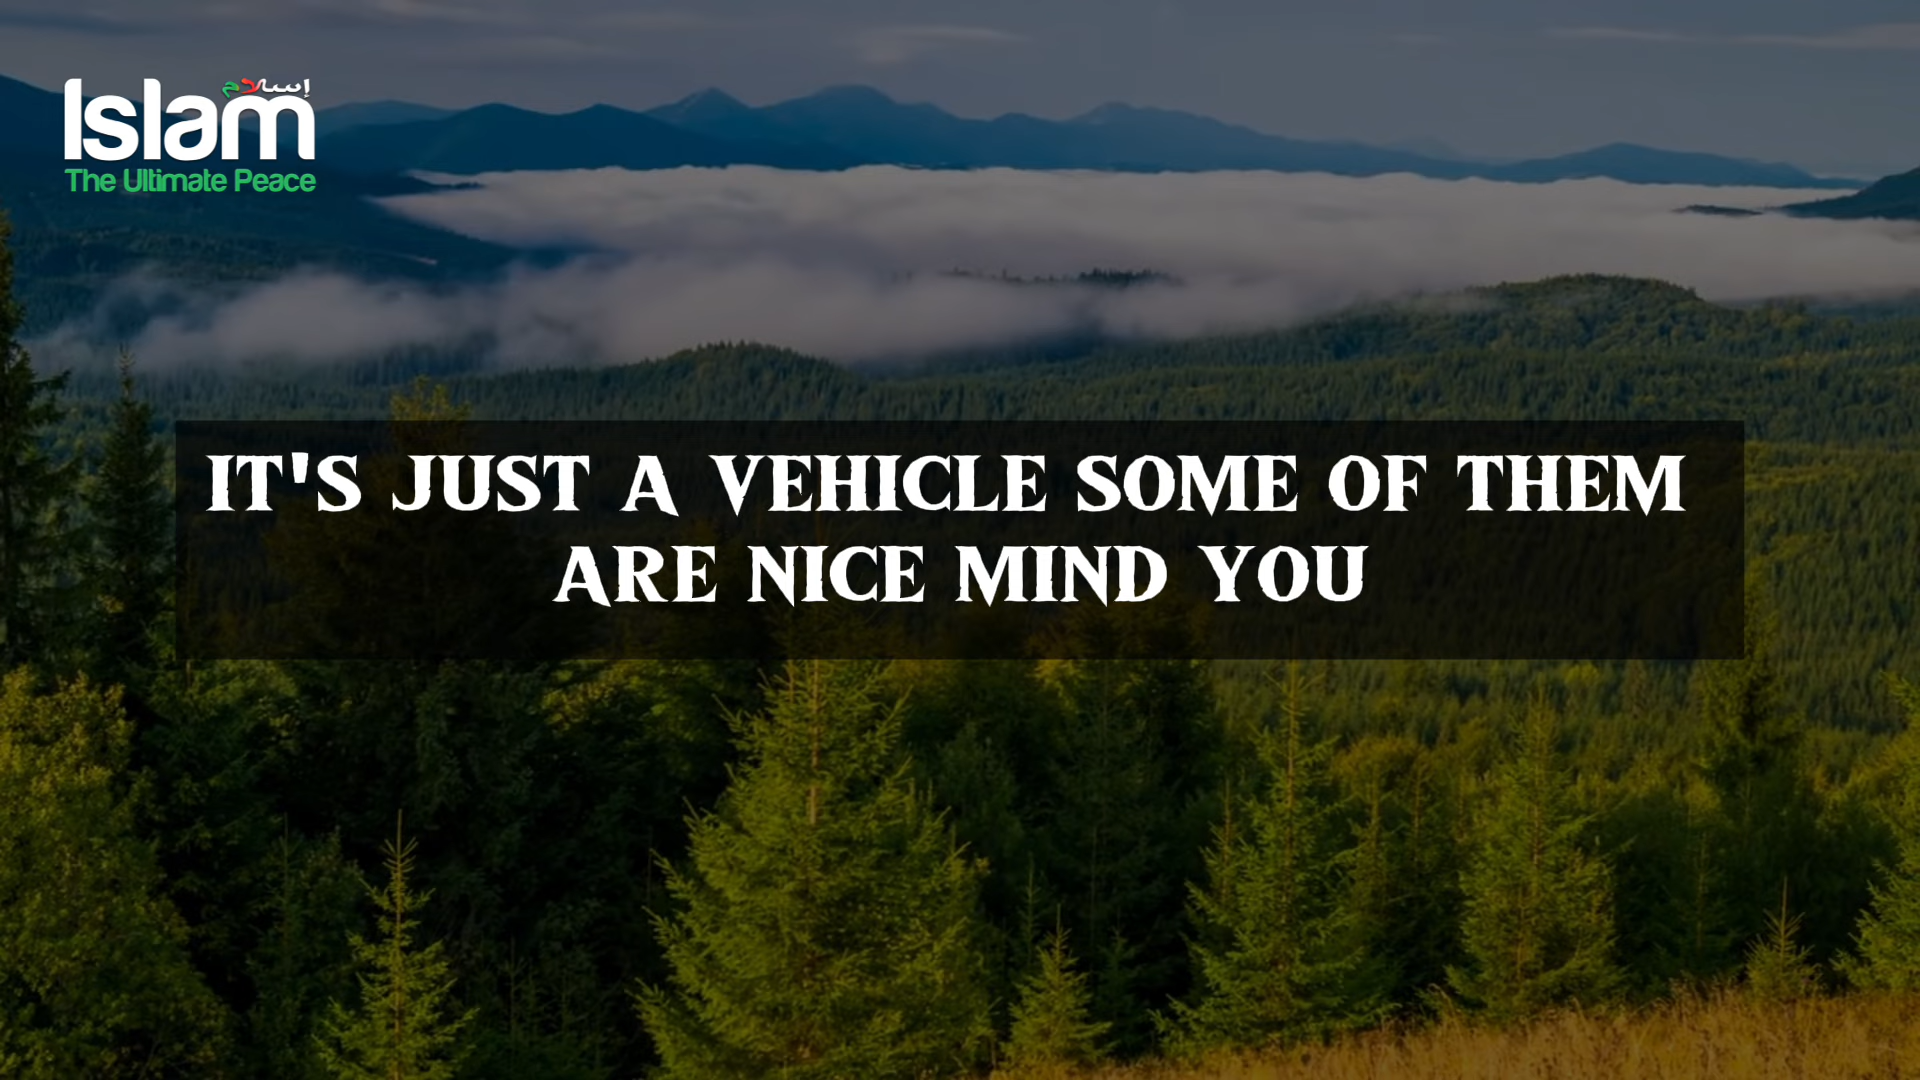 إسلام
Islam
The Ultimate Peace
IT'S JUST A VEHICLE SOME OF THEM
ARE NICE MIND YOU